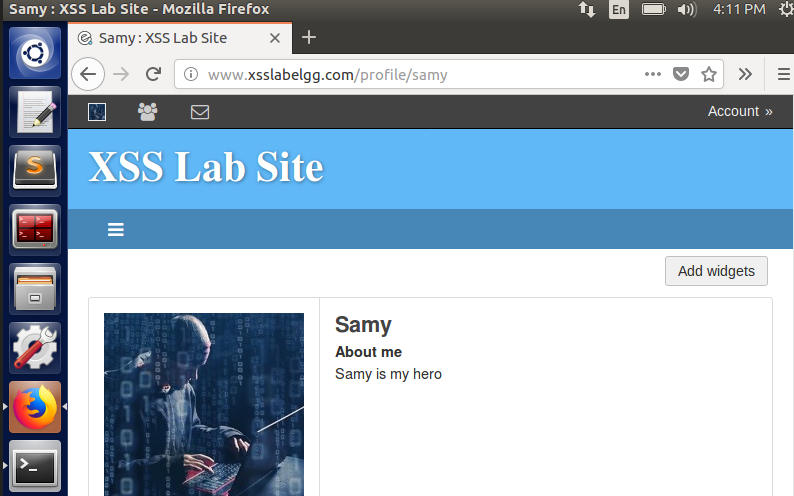 Samy : XSS Lab Site - Mozilla Firefox
En
4:11 PM
Samy : XSS Lab Site
www.xsslabelgg.com/profile/samy
Account »
XSS Lab Site
Add widgets
Samy
About me
Samy is my hero